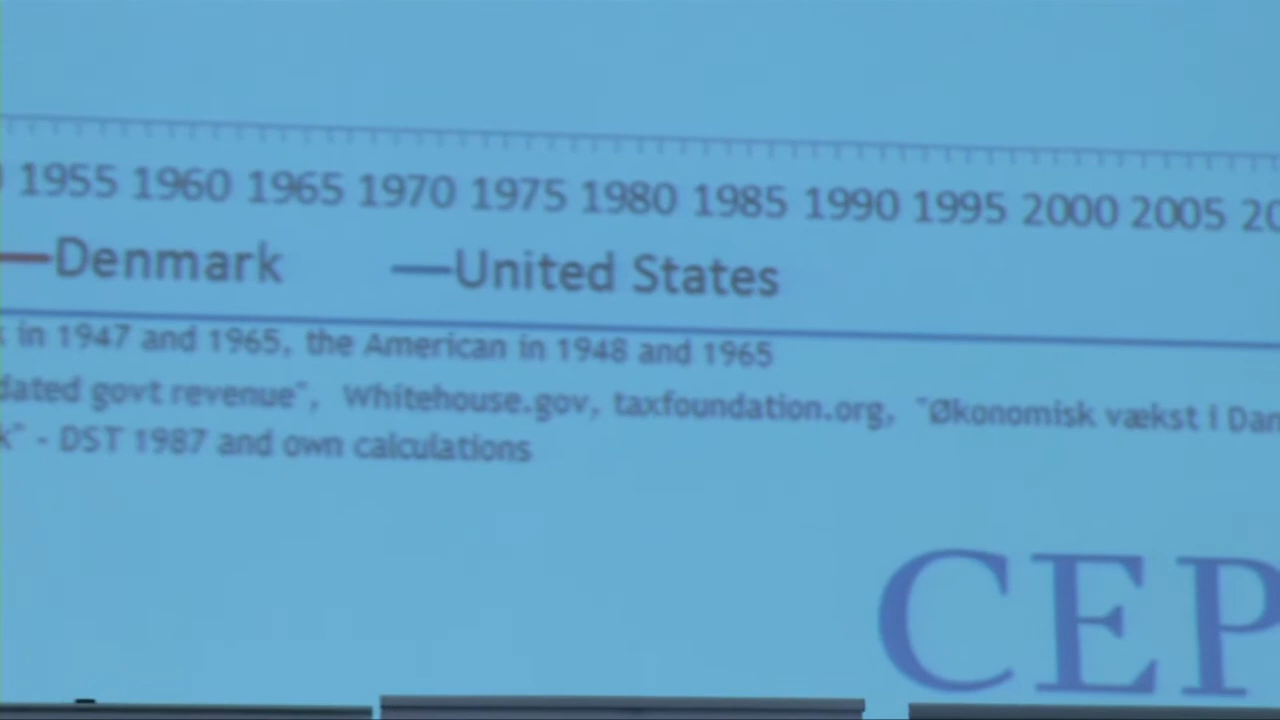 1955 1960 1965 1970 1975 1980 1985 1990 1995 2000 2005 20
Denmark United States
k in 1947 and 1965, the American in 1948 and 1965
dated govt revenue", Whitehouse.gov, taxfoundation.org, "Økonomisk vækst i Dan
k" - DST 1987 and own calculations
CEP